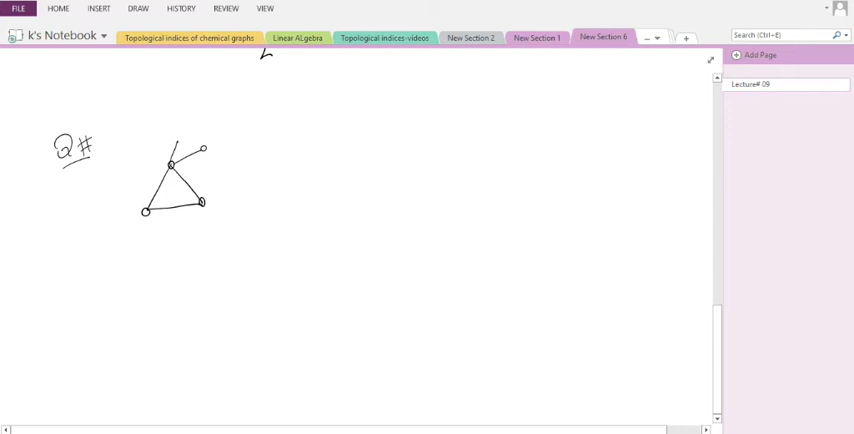 FILE HOME INSERT DRAW HISTORY REVIEW VIEW
k's Notebook Topological indices of chemical graphs Linear ALgebra Topological indices-videos New Section 2 New Section 1 New Section 6 Search (Ctrl+E)
Add Page
Lecture# 09
Q#